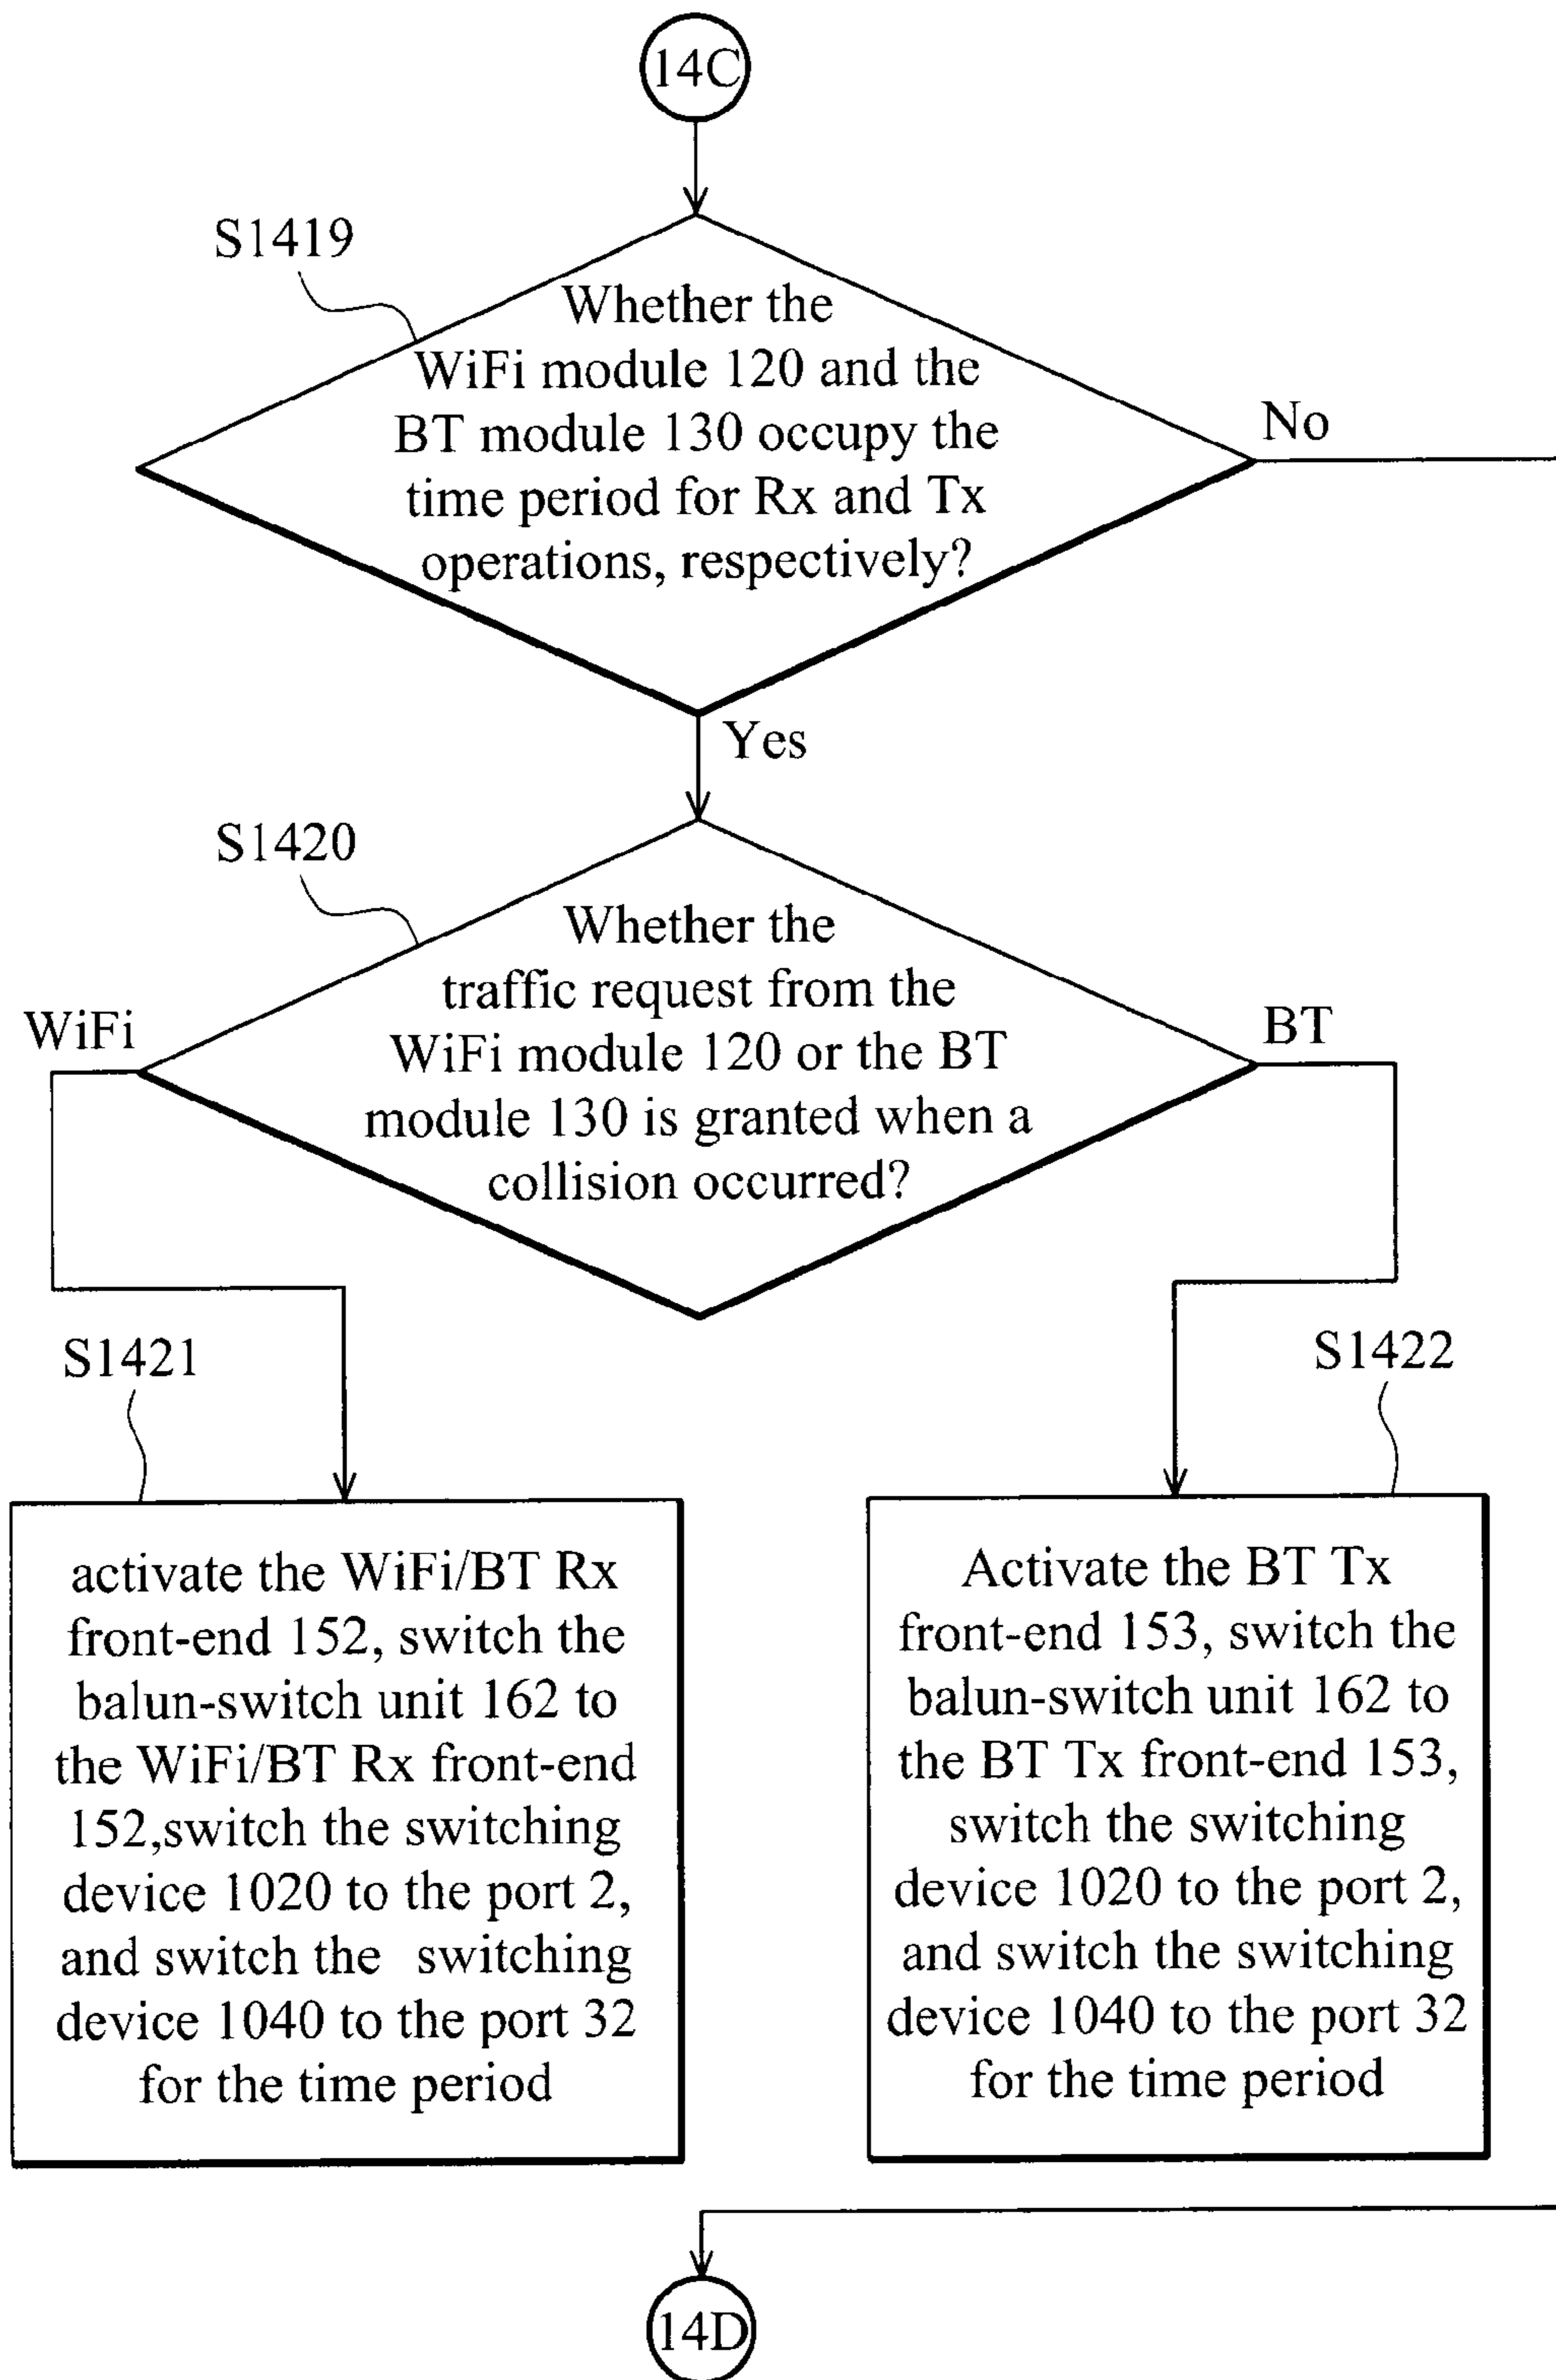 14C
S1419
Whether the
WiFi module 120 and the
BT module 130 occupy the
time period for Rx and Tx
operations, respectively?
No
Yes
S1420
Whether the
traffic request from the
WiFi module 120 or the BT
module 130 is granted when a
collision occurred?
WiFi
BT
S1421
activate the WiFi/BT Rx
front-end 152, switch the
balun-switch unit 162 to
the WiFi/BT Rx front-end
152,switch the switching
device 1020 to the port 2,
and switch the switching
device 1040 to the port 32
for the time period
S1422
Activate the BT Tx
front-end 153, switch the
balun-switch unit 162 to
the BT Tx front-end 153,
switch the switching
device 1020 to the port 2,
and switch the switching
device 1040 to the port 32
for the time period
14D